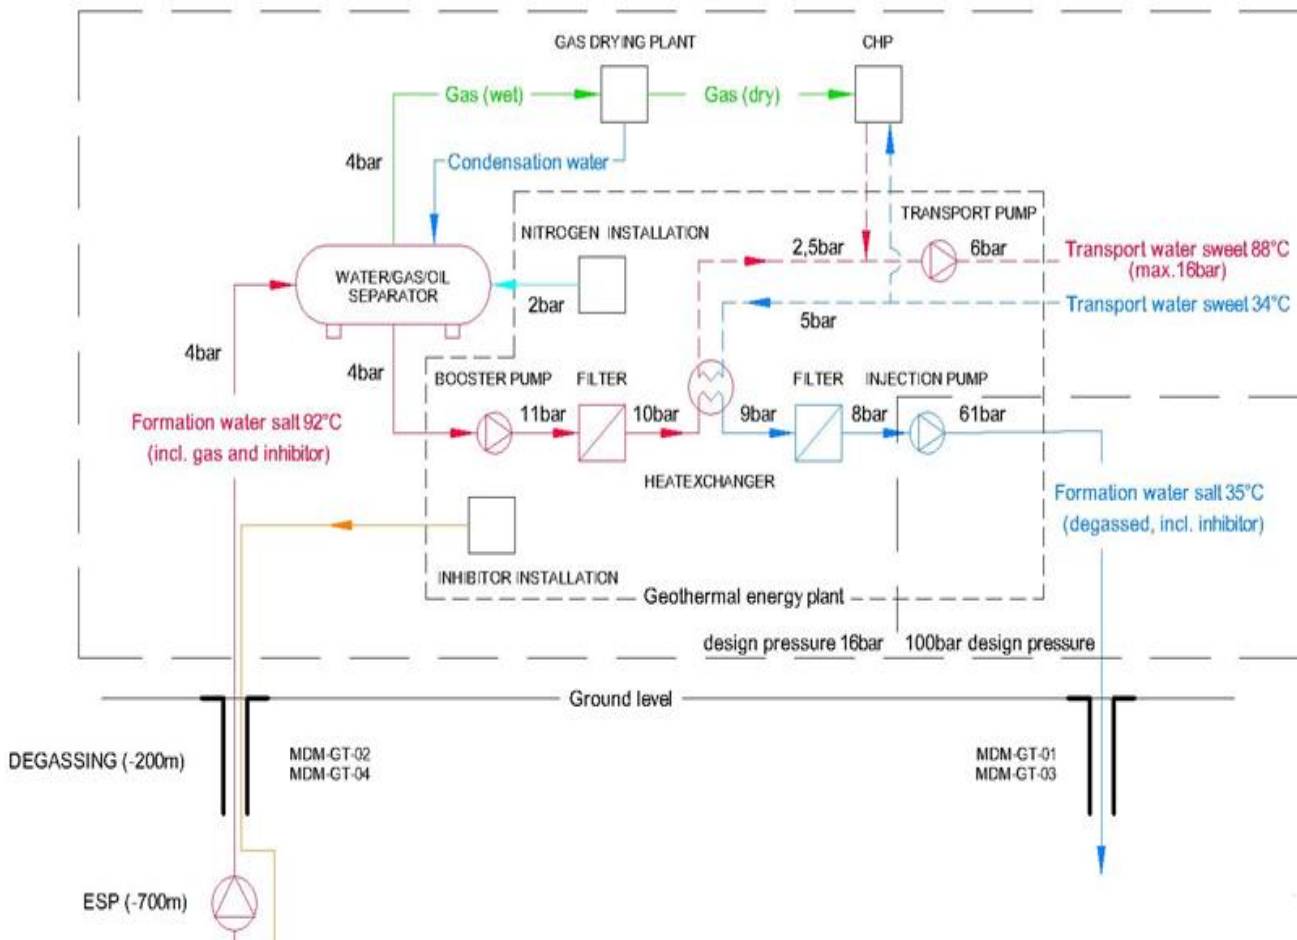 GAS DRYING PLANT
CHP
Gas (wet)
Gas (dry)
4bar
Condensation water
TRANSPORT PUMP
NITROGEN INSTALLATION
2,5bar
6bar
Transport water sweet 88°C
(max.16bar)
WATER/GAS/OIL
SEPARATOR
2bar
5bar
Transport water sweet 34°C
4bar
4bar
BOOSTER PUMP
FILTER
FILTER
INJECTION PUMP
11bar
10bar
9bar
8bar
61bar
Formation water salt 92°C
(incl. gas and inhibitor)
HEATEXCHANGER
Formation water salt 35°C
(degassed, incl. inhibitor)
INHIBITOR INSTALLATION
Geothermal energy plant
design pressure 16bar
100bar design pressure
Ground level
DEGASSING (-200m)
MDM-GT-02
MDM-GT-04
MDM-GT-01
MDM-GT-03
ESP (-700m)